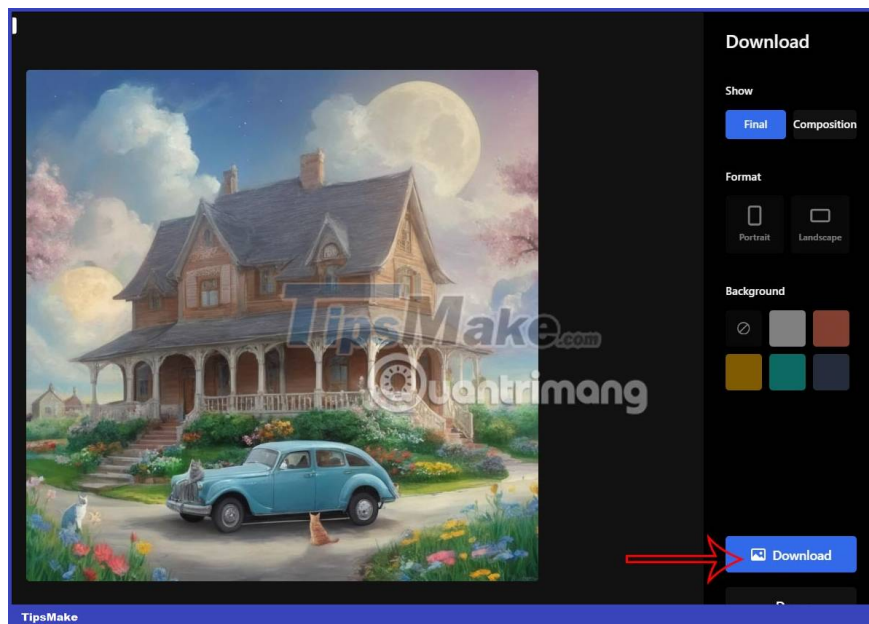 Download
Show
Final
Composition
Format
Portrait
Landscape
Background
TipsMake.com
Quantrimang
Download
TipsMake